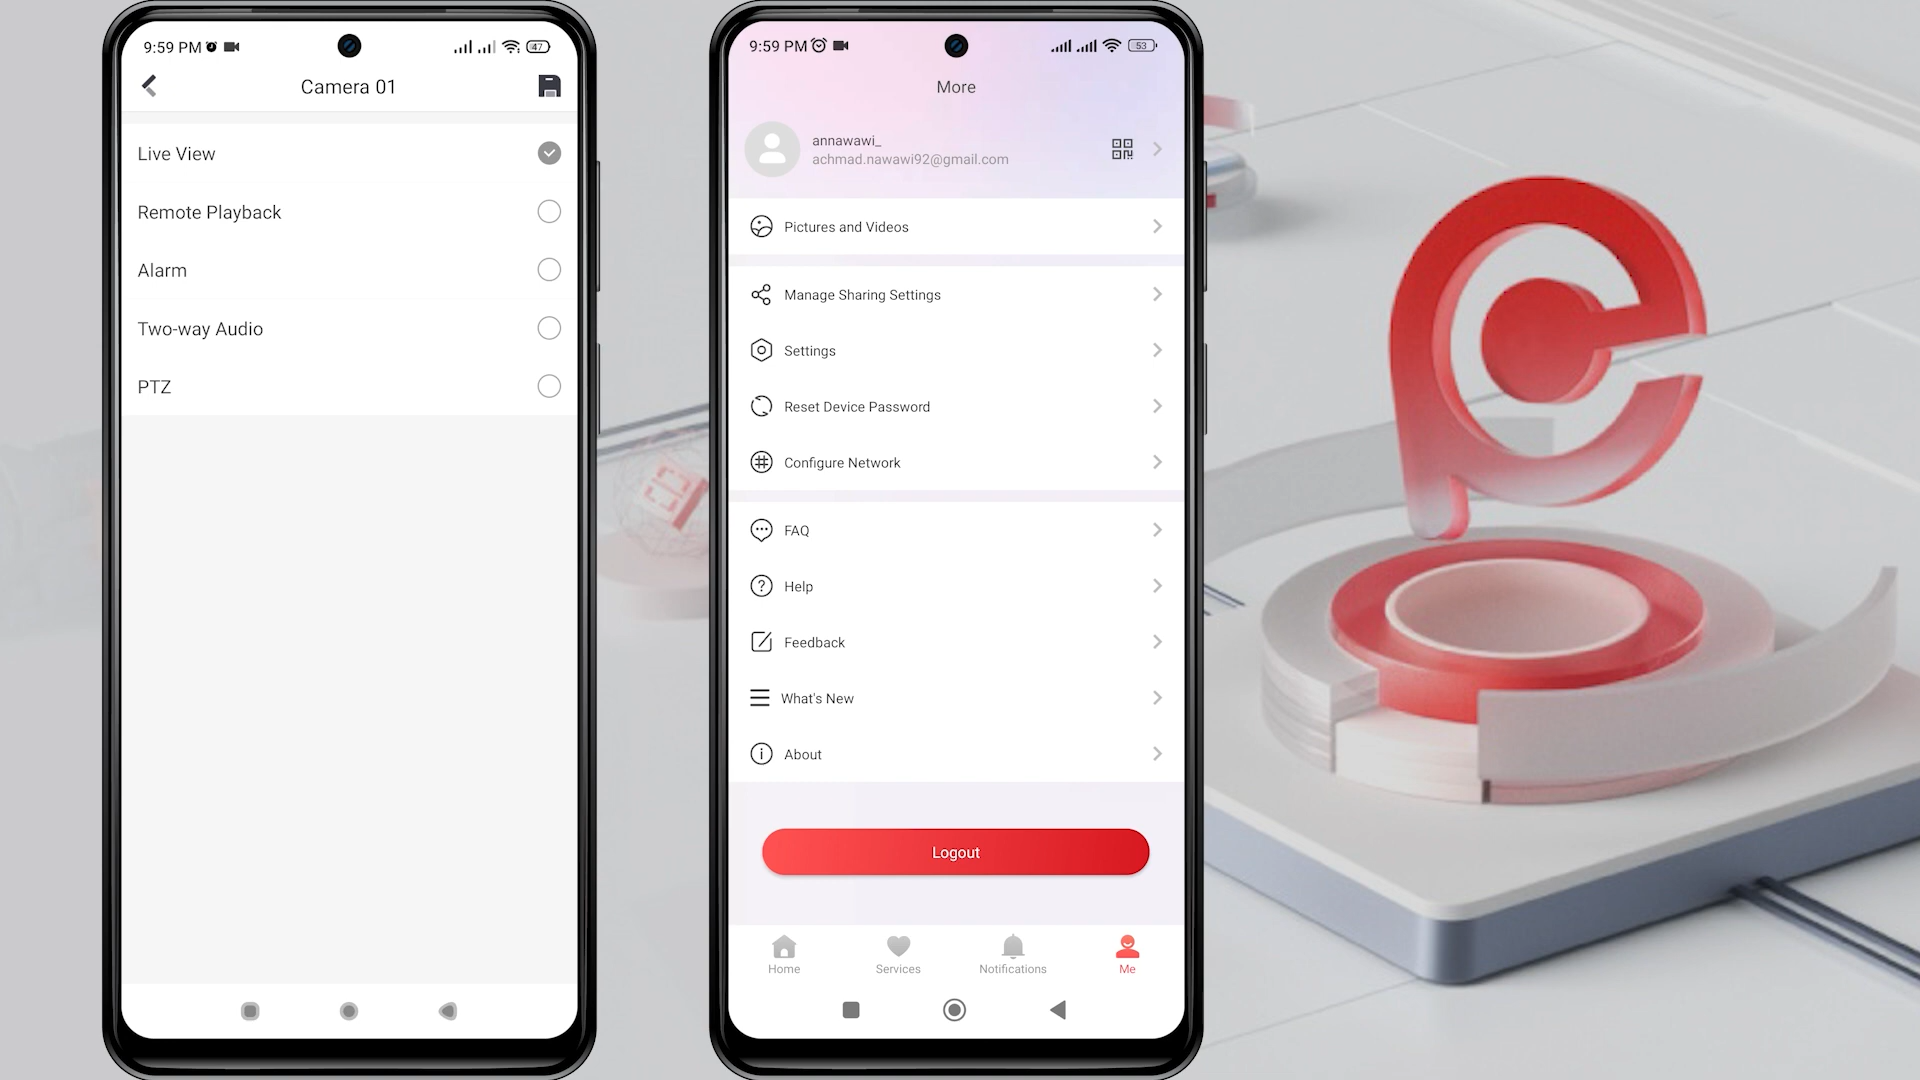 9:59 PM
47
Camera 01
Live View
Remote Playback
Alarm
Two-way Audio
PTZ
9:59 PM
53
More
annawawi_
achmad.nawawi92@gmail.com
Pictures and Videos
Manage Sharing Settings
Settings
Reset Device Password
Configure Network
FAQ
Help
Feedback
What's New
About
Logout
Home
Services
Notifications
Me